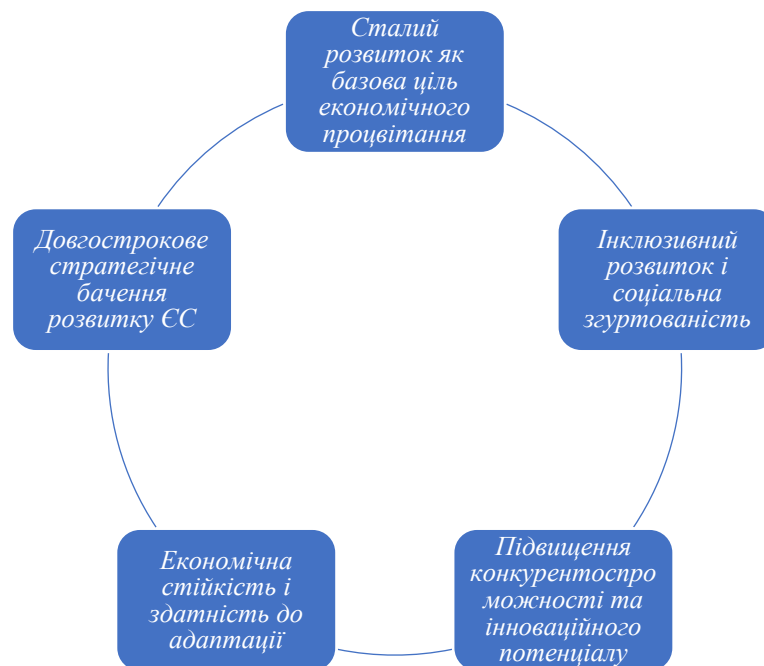 Сталий
розвиток як
базова ціль
економічного
процвітання
Інклюзивний
розвиток і
соціальна
згуртованість
Підвищення
конкурентоспро
можності та
інноваційного
потенціалу
Економічна
стійкість і
здатність до
адаптації
Довгострокове
стратегічне
бачення
розвитку ЄС